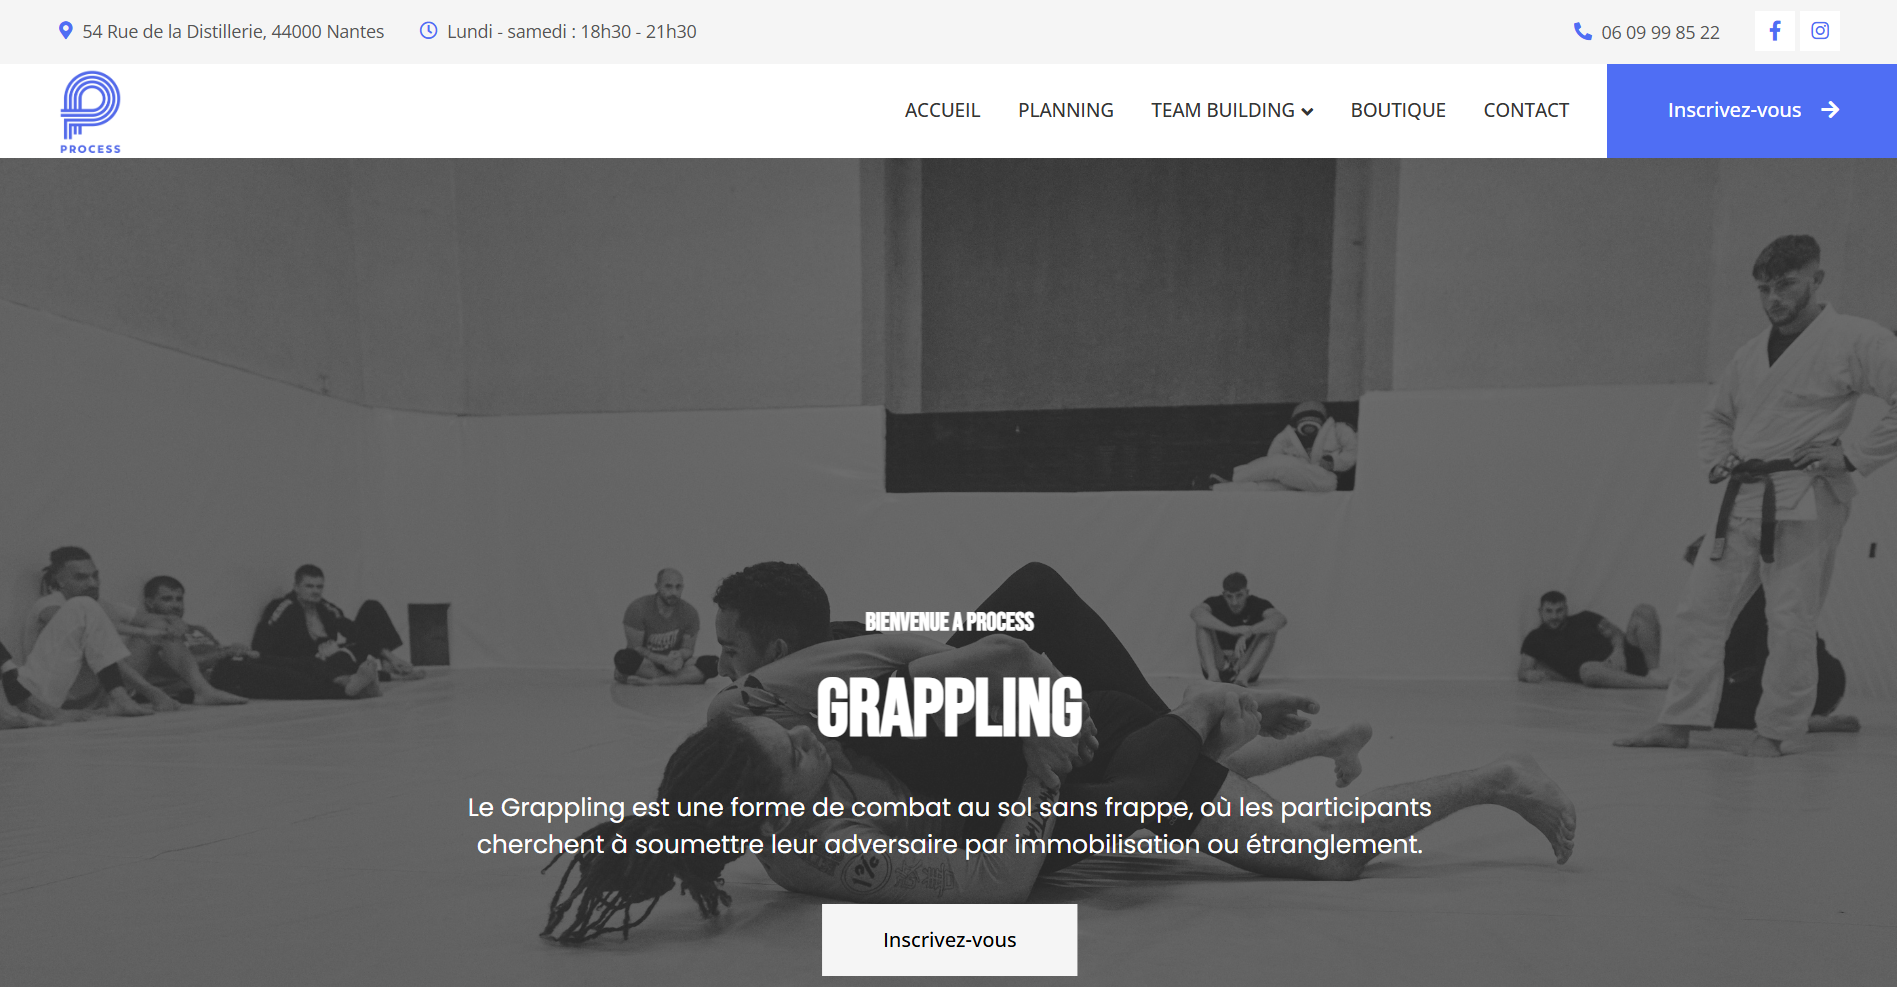 54 Rue de la Distillerie, 44000 Nantes
Lundi - samedi : 18h30 - 21h30
06 09 99 85 22
PROCESS
ACCUEIL
PLANNING
TEAM BUILDING
BOUTIQUE
CONTACT
Inscrivez-vous
BIENVENUE A PROCESS
GRAPPLING
Le Grappling est une forme de combat au sol sans frappe, où les participants
cherchent à soumettre leur adversaire par immobilisation ou étranglement.
1%
Inscrivez-vous